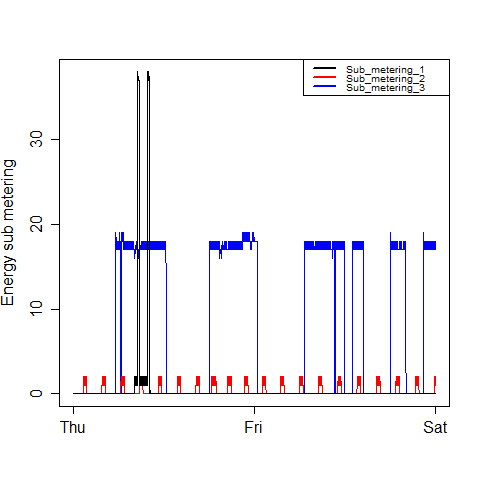 Sub_metering_1
Sub_metering_2
Sub_metering_3
Energy sub metering
30
20
10
0
Thu Fri Sat